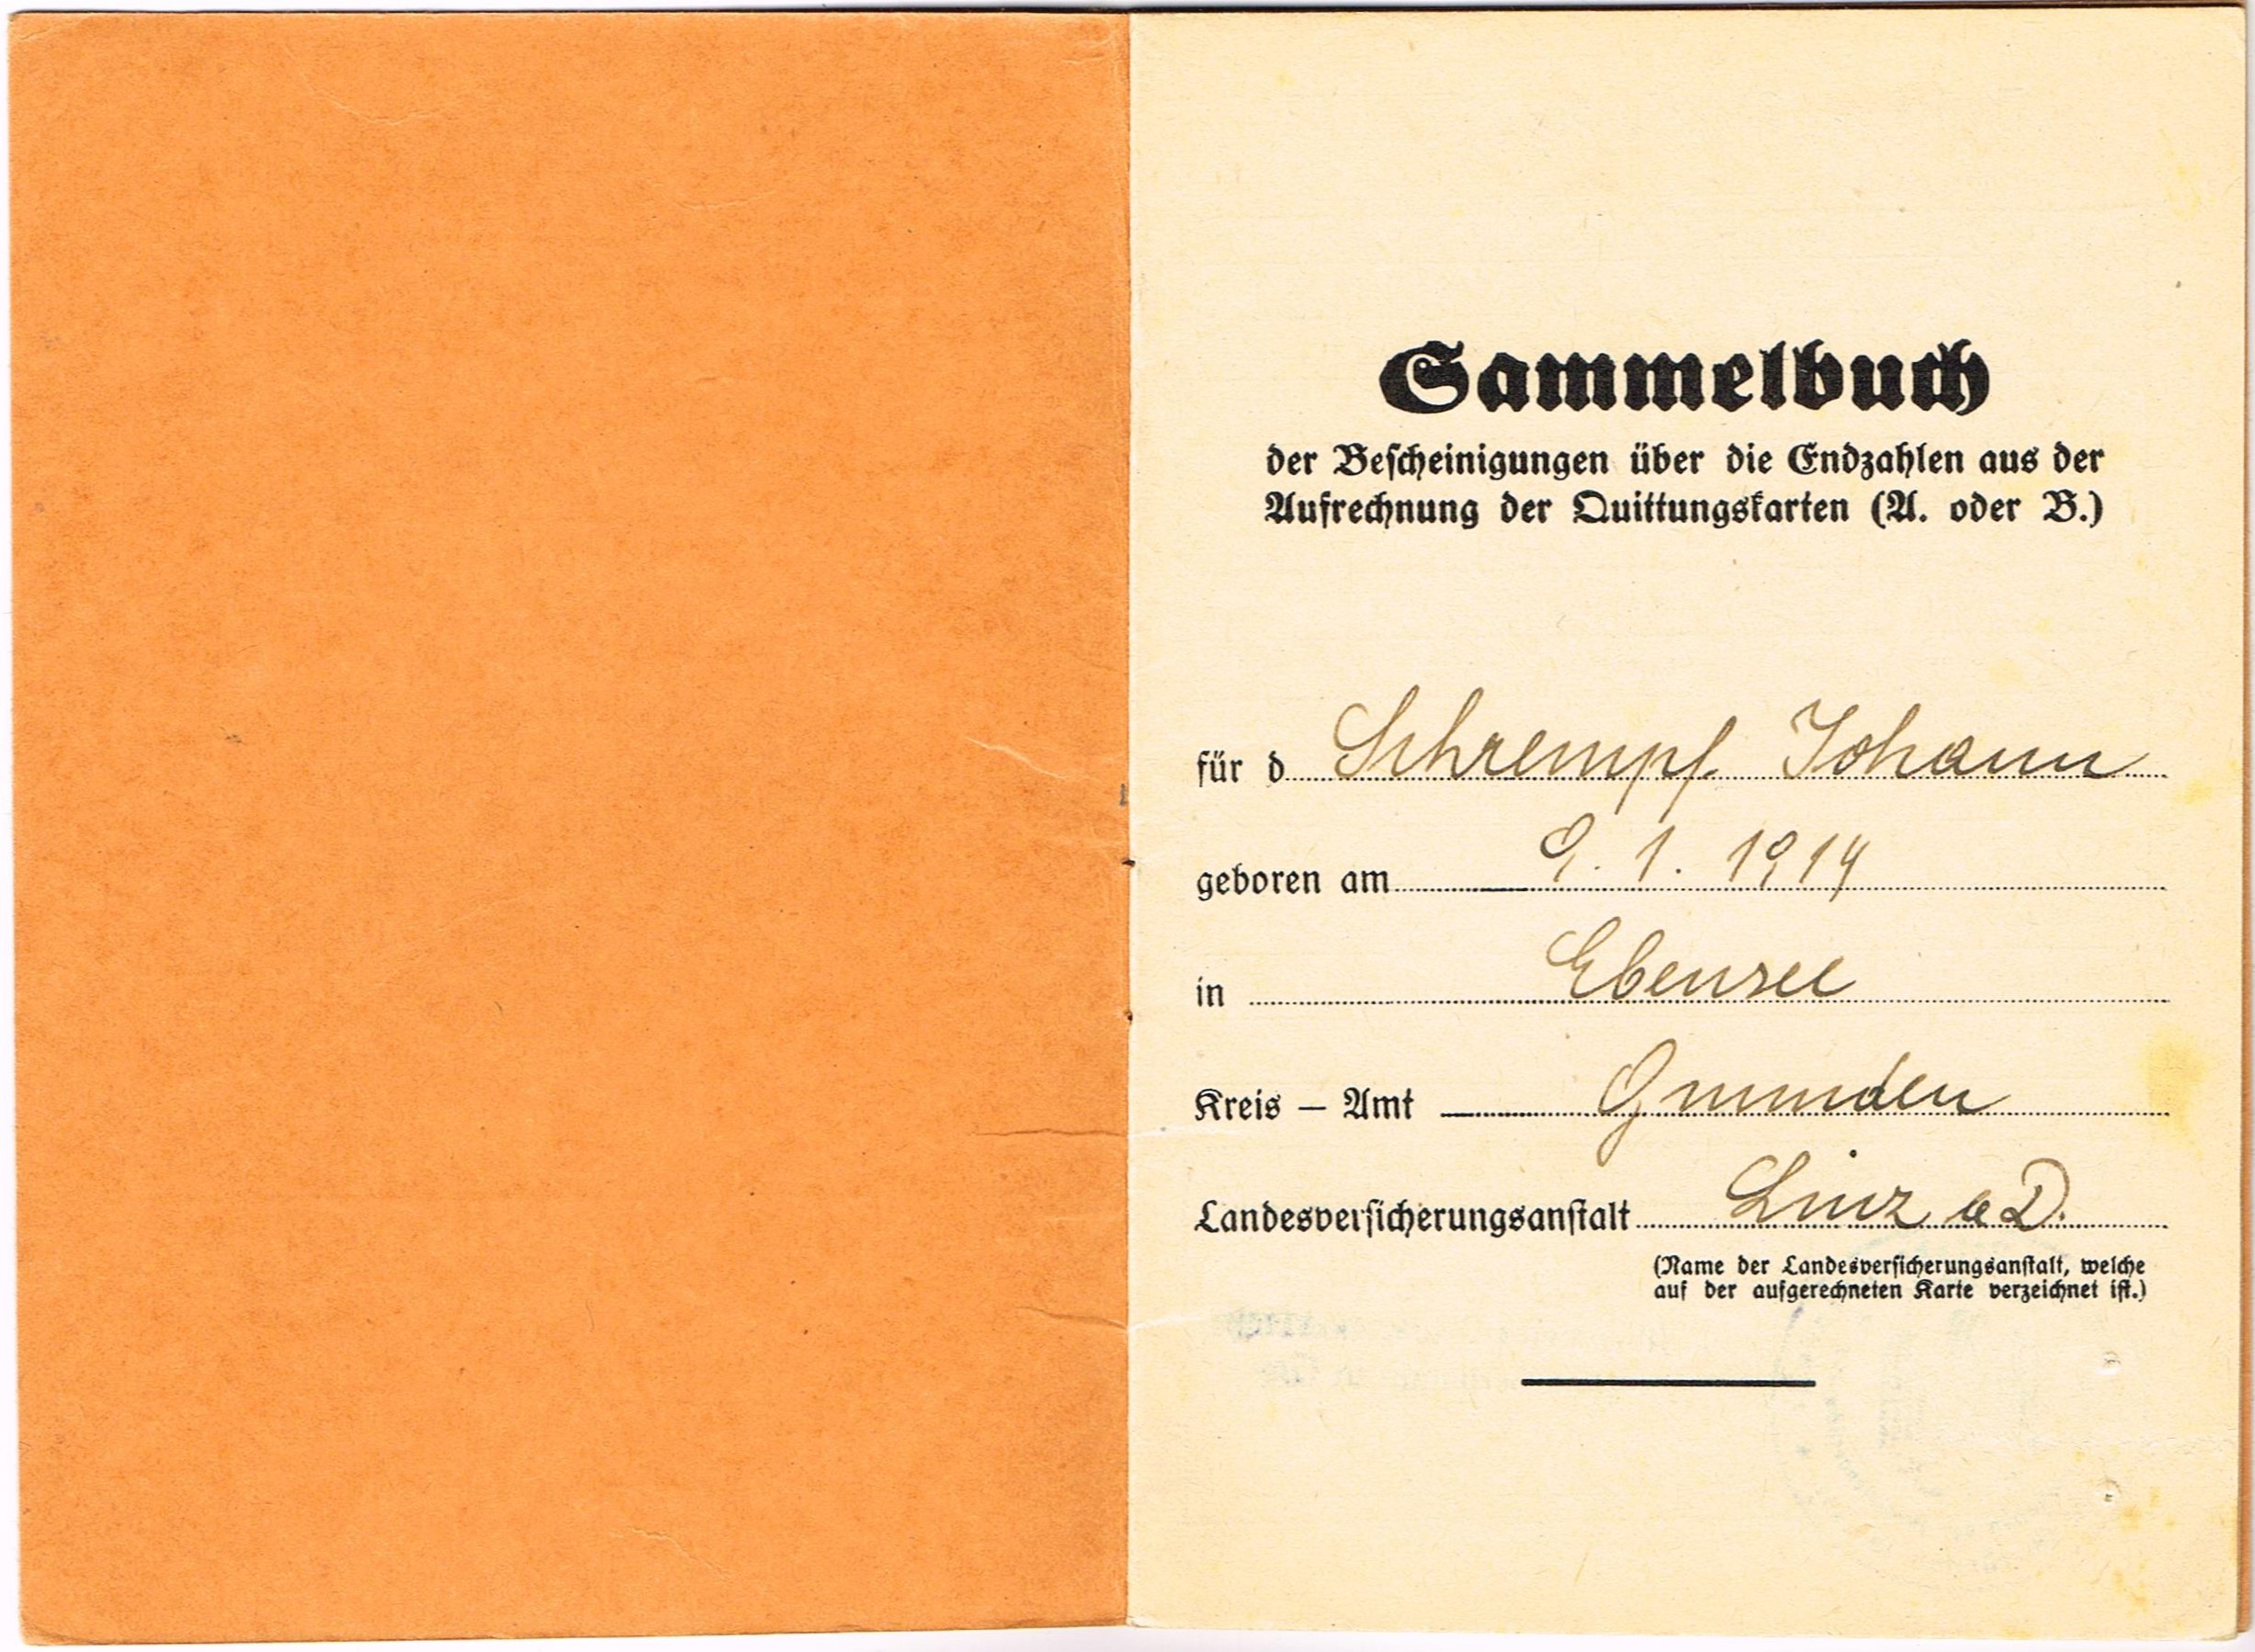 Sammelbuch
der Bescheinigungen über die Endzahlen aus der
Aufrechnung der Quittungskarten (A. oder B.)
für d Schrempf Johann
geboren am 9. 1. 1914
in Ebensee
Kreis – Amt Gmunden
Landesversicherungsanstalt Linz a D.
(Name der Landesversicherungsanstalt, welche
auf der aufgerechneten Karte verzeichnet ist.)